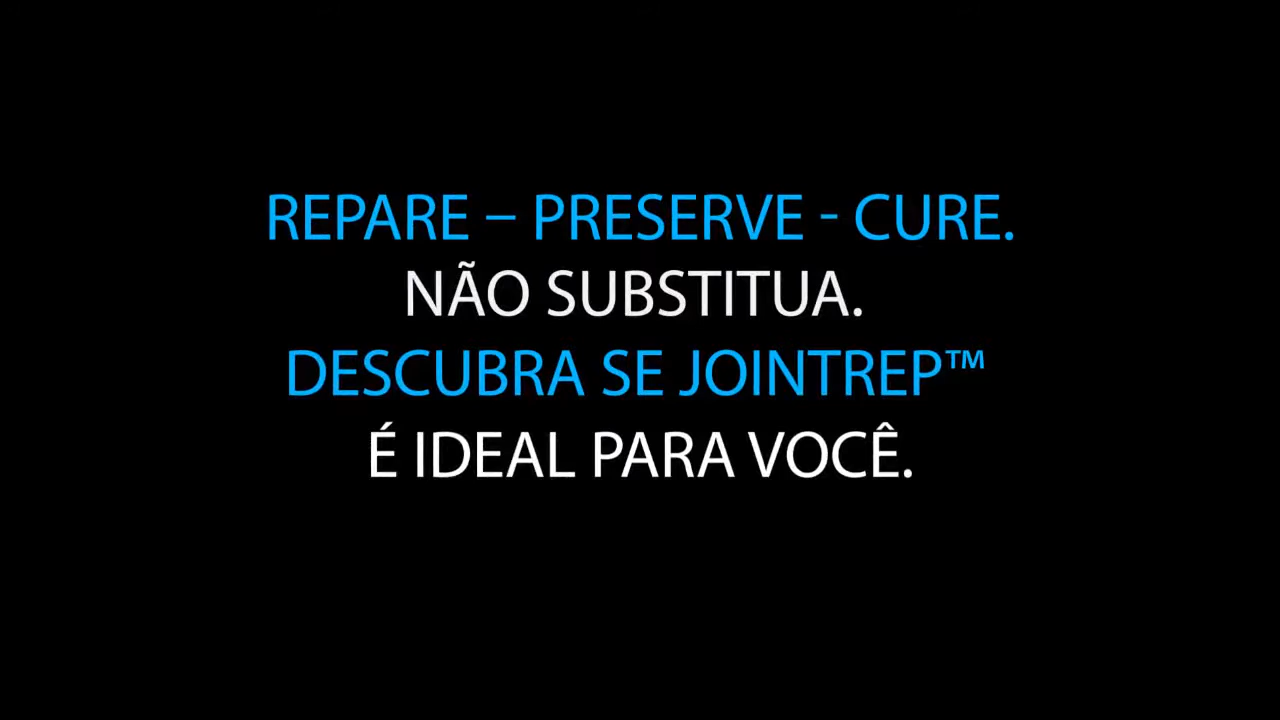 REPARE – PRESERVE - CURE.
NÃO SUBSTITUA.
DESCUBRA SE JOINTREP™
É IDEAL PARA VOCÊ.